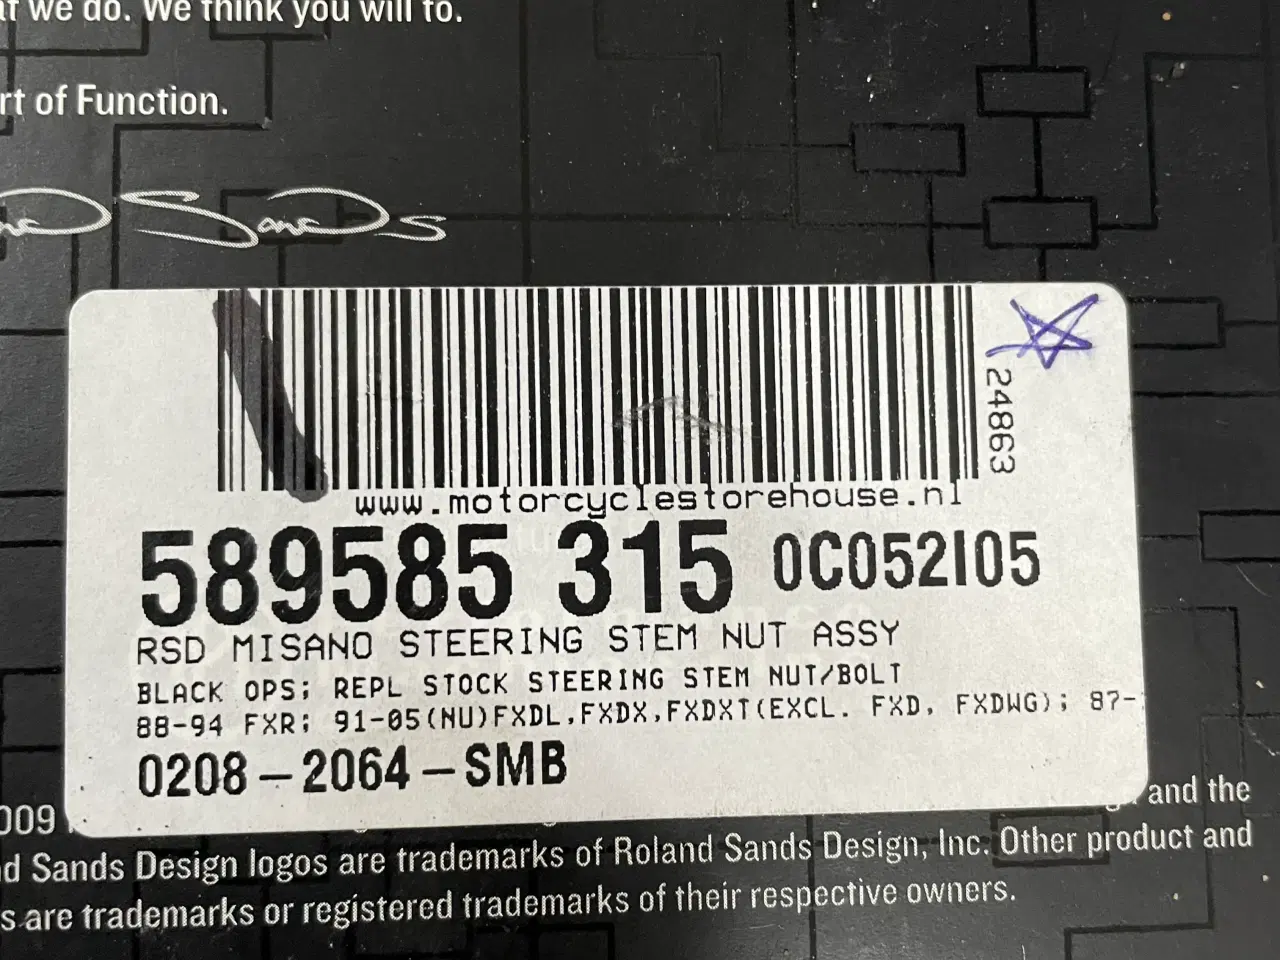 we do. We think you will to.
of Function.
Sands
24863
www.motorcyclestorehouse.nl
589585 315 0C052I05
RSD MISANO STEERING STEM NUT ASSY
BLACK OPS; REPL STOCK STEERING STEM NUT/BOLT
88-94 FXR; 91-05(NU)FXDL,FXDX,FXDXT(EXCL. FXD, FXDWG); 87-
0208-2064-SMB
009 and the
Sands Design logos are trademarks of Roland Sands Design, Inc. Other product and
are trademarks or registered trademarks of their respective owners.